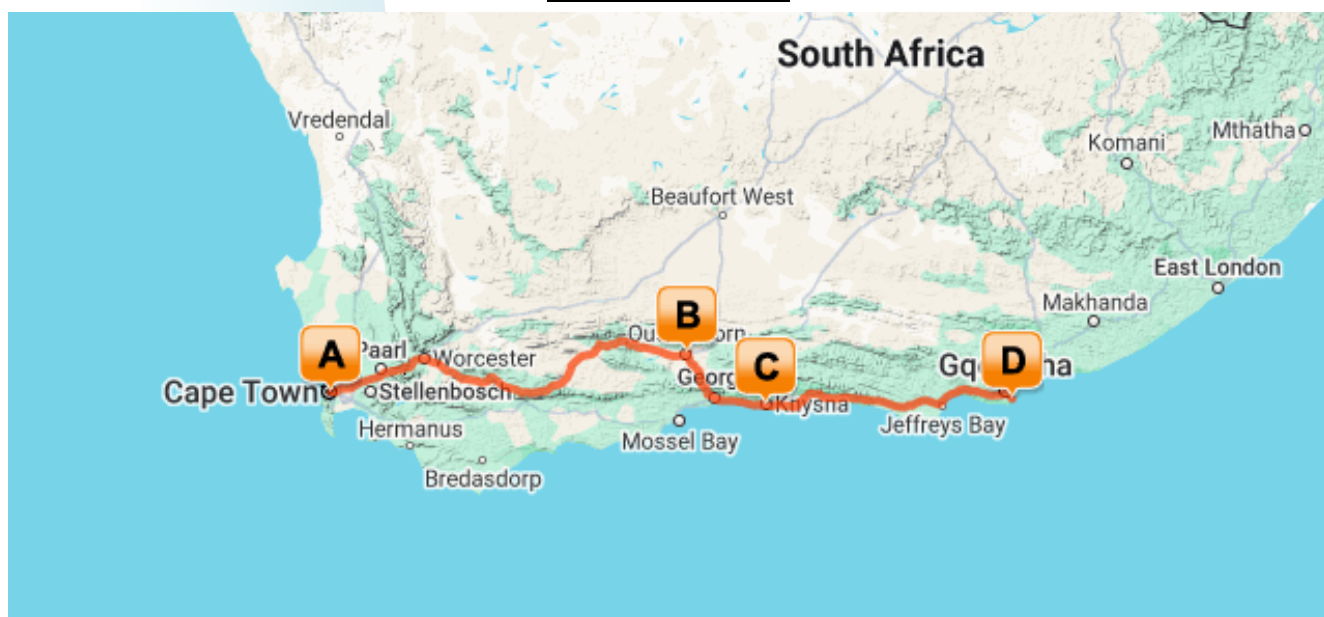 South Africa
Vredendal
Komani
Mthatha
Beaufort West
East London
Makhanda
B
A
Paarl
Worcester
C
D
Cape Town
Stellenbosch
Knysna
Hermanus
Mossel Bay
Jeffreys Bay
Bredasdorp